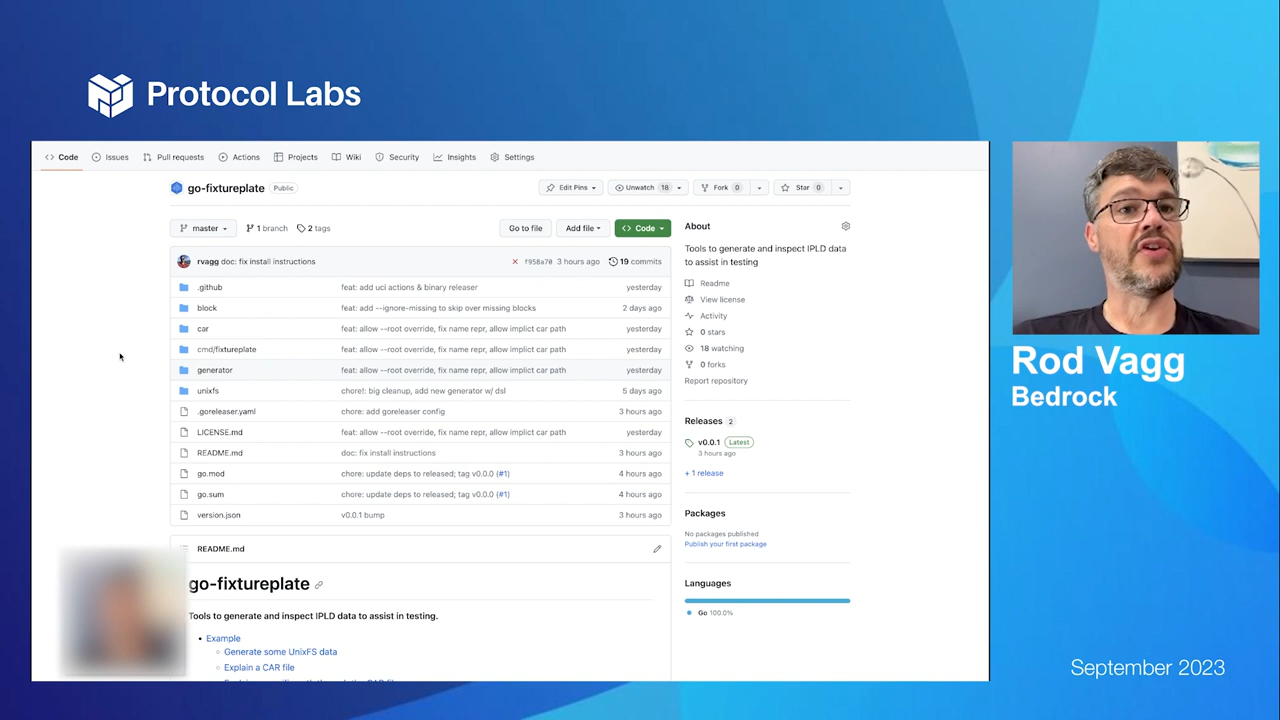 Protocol Labs
Code Issues Pull requests Actions Projects Wiki Security Insights Settings
go-fixtureplate Public
Edit Pins Unwatch 18 Fork 0 Star 0
master 1 branch 2 tags Go to file Add file Code
rvagg doc: fix install instructions f958a70 3 hours ago 19 commits
.github feat: add uci actions & binary releaser yesterday
block feat: add --ignore-missing to skip over missing blocks 2 days ago
car feat: allow --root override, fix name repr, allow implict car path yesterday
cmd/fixtureplate feat: allow --root override, fix name repr, allow implict car path yesterday
generator feat: allow --root override, fix name repr, allow implict car path yesterday
unixfs chore!: big cleanup, add new generator w/ dsl 5 days ago
.goreleaser.yaml chore: add goreleaser config 3 hours ago
LICENSE.md feat: allow --root override, fix name repr, allow implict car path yesterday
README.md doc: fix install instructions 3 hours ago
go.mod chore: update deps to released; tag v0.0.0 (#1) 4 hours ago
go.sum chore: update deps to released; tag v0.0.0 (#1) 4 hours ago
version.json v0.0.1 bump 3 hours ago
README.md
go-fixtureplate
Tools to generate and inspect IPLD data to assist in testing.
Example
Generate some UnixFS data
Explain a CAR file
About
Tools to generate and inspect IPLD data
to assist in testing
Readme
View license
Activity
0 stars
18 watching
0 forks
Report repository
Releases 2
v0.0.1 Latest
3 hours ago
+ 1 release
Packages
No packages published
Publish your first package
Languages
Go 100.0%
Rod Vagg
Bedrock
September 2023